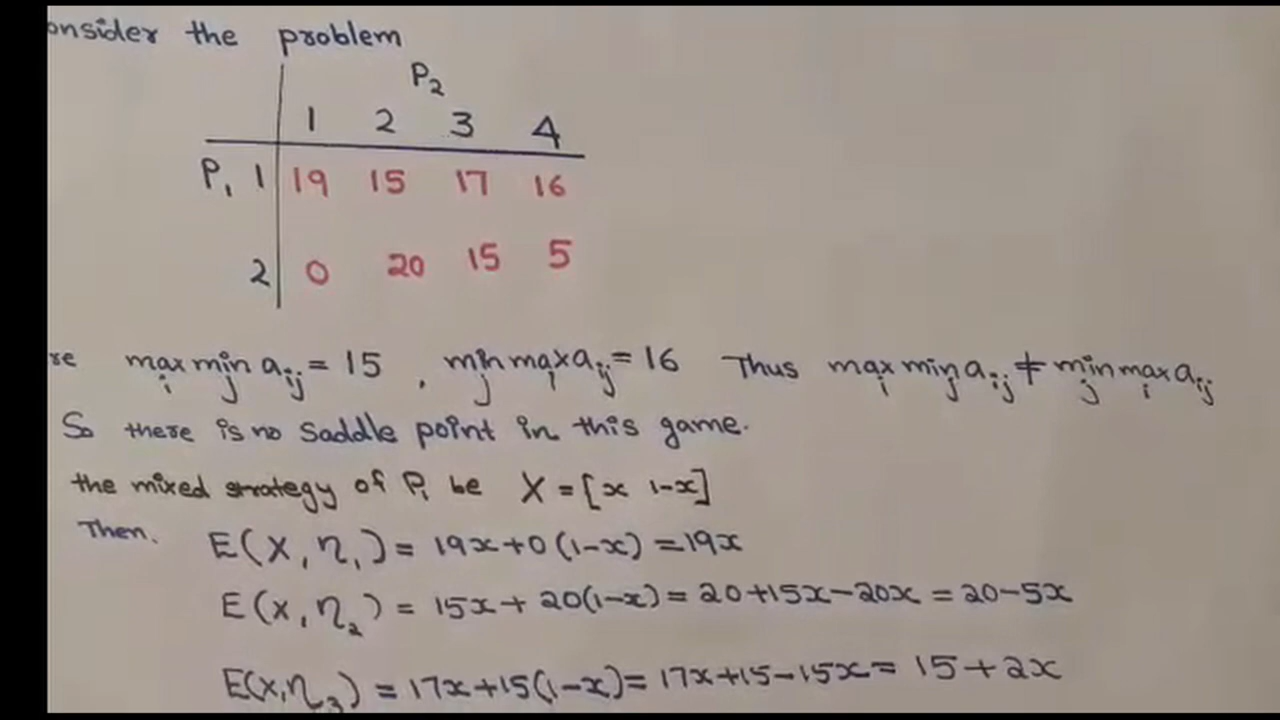 onsider the problem
P₂
1 2 3 4
P₁ 1 19 15 17 16
2 0 20 15 5
re max min aᵢⱼ = 15 , min max aᵢⱼ = 16 Thus max min aᵢⱼ ≠ min max aᵢⱼ
i j j i i j j i
So there is no saddle point in this game.
the mixed strategy of P₁ be X = [x 1-x]
Then. E(X, η₁) = 19x+0(1-x) = 19x
E(X, η₂) = 15x+ 20(1-x) = 20+15x-20x = 20-5x
E(X, η₃) = 17x+15(1-x) = 17x+15-15x = 15+2x